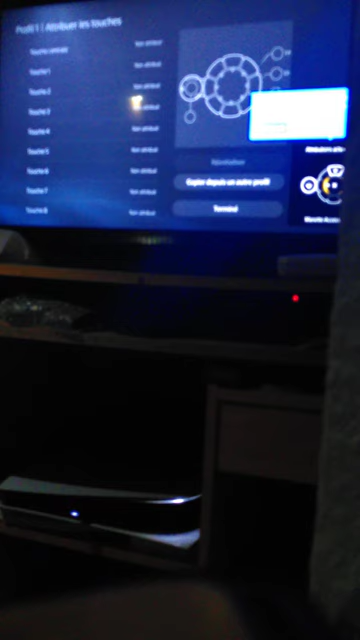 Profil 1 | Attribuer les touches
Touche centrale Non attribué
Touche 1 Non attribué
Touche 2 Non attribué
Touche 3 Non attribué
Touche 4 Non attribué
Touche 5 Non attribué
Touche 6 Non attribué
Touche 7 Non attribué
Touche 8 Non attribué
Réinitialiser
Copier depuis un autre profil
Terminé